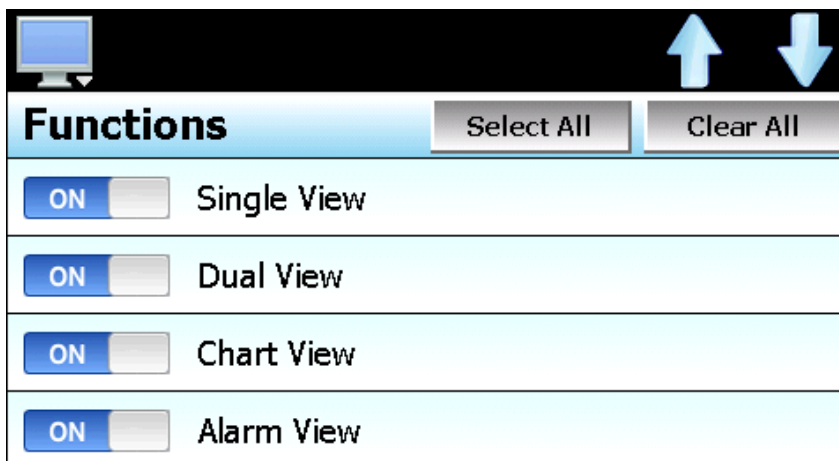 Functions Select All Clear All
ON Single View
ON Dual View
ON Chart View
ON Alarm View